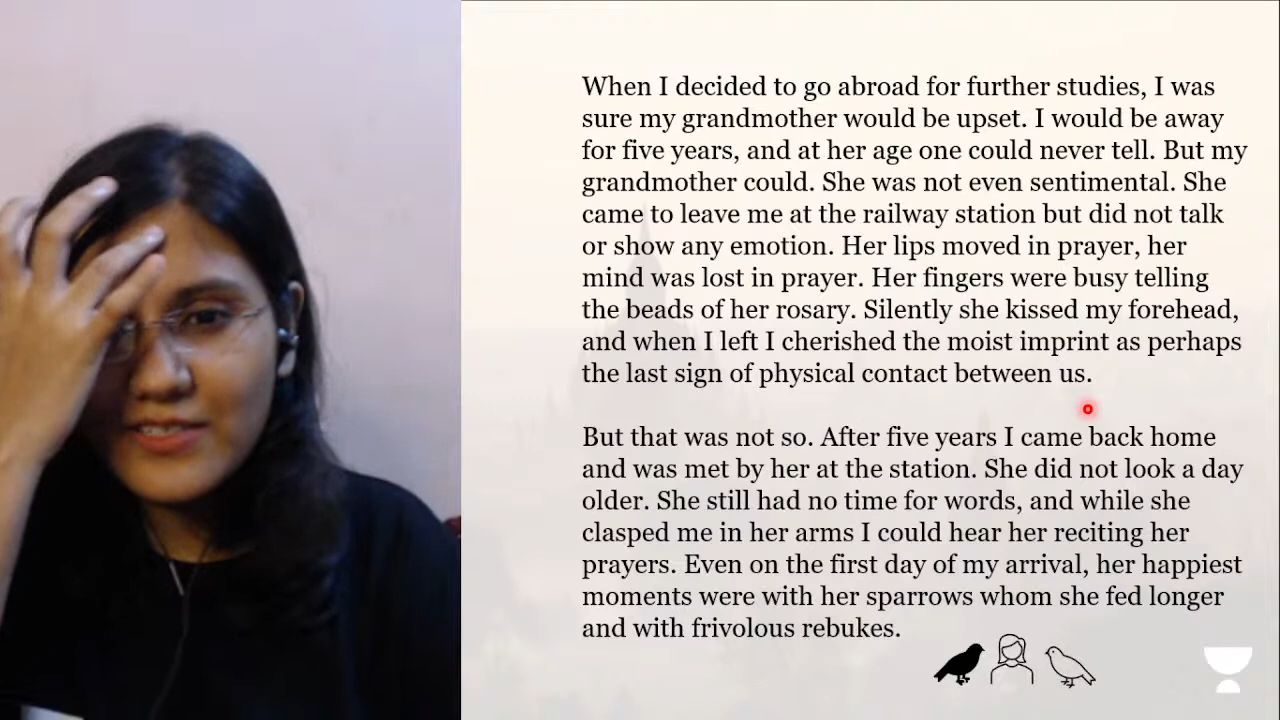 When I decided to go abroad for further studies, I was
sure my grandmother would be upset. I would be away
for five years, and at her age one could never tell. But my
grandmother could. She was not even sentimental. She
came to leave me at the railway station but did not talk
or show any emotion. Her lips moved in prayer, her
mind was lost in prayer. Her fingers were busy telling
the beads of her rosary. Silently she kissed my forehead,
and when I left I cherished the moist imprint as perhaps
the last sign of physical contact between us.
But that was not so. After five years I came back home
and was met by her at the station. She did not look a day
older. She still had no time for words, and while she
clasped me in her arms I could hear her reciting her
prayers. Even on the first day of my arrival, her happiest
moments were with her sparrows whom she fed longer
and with frivolous rebukes.